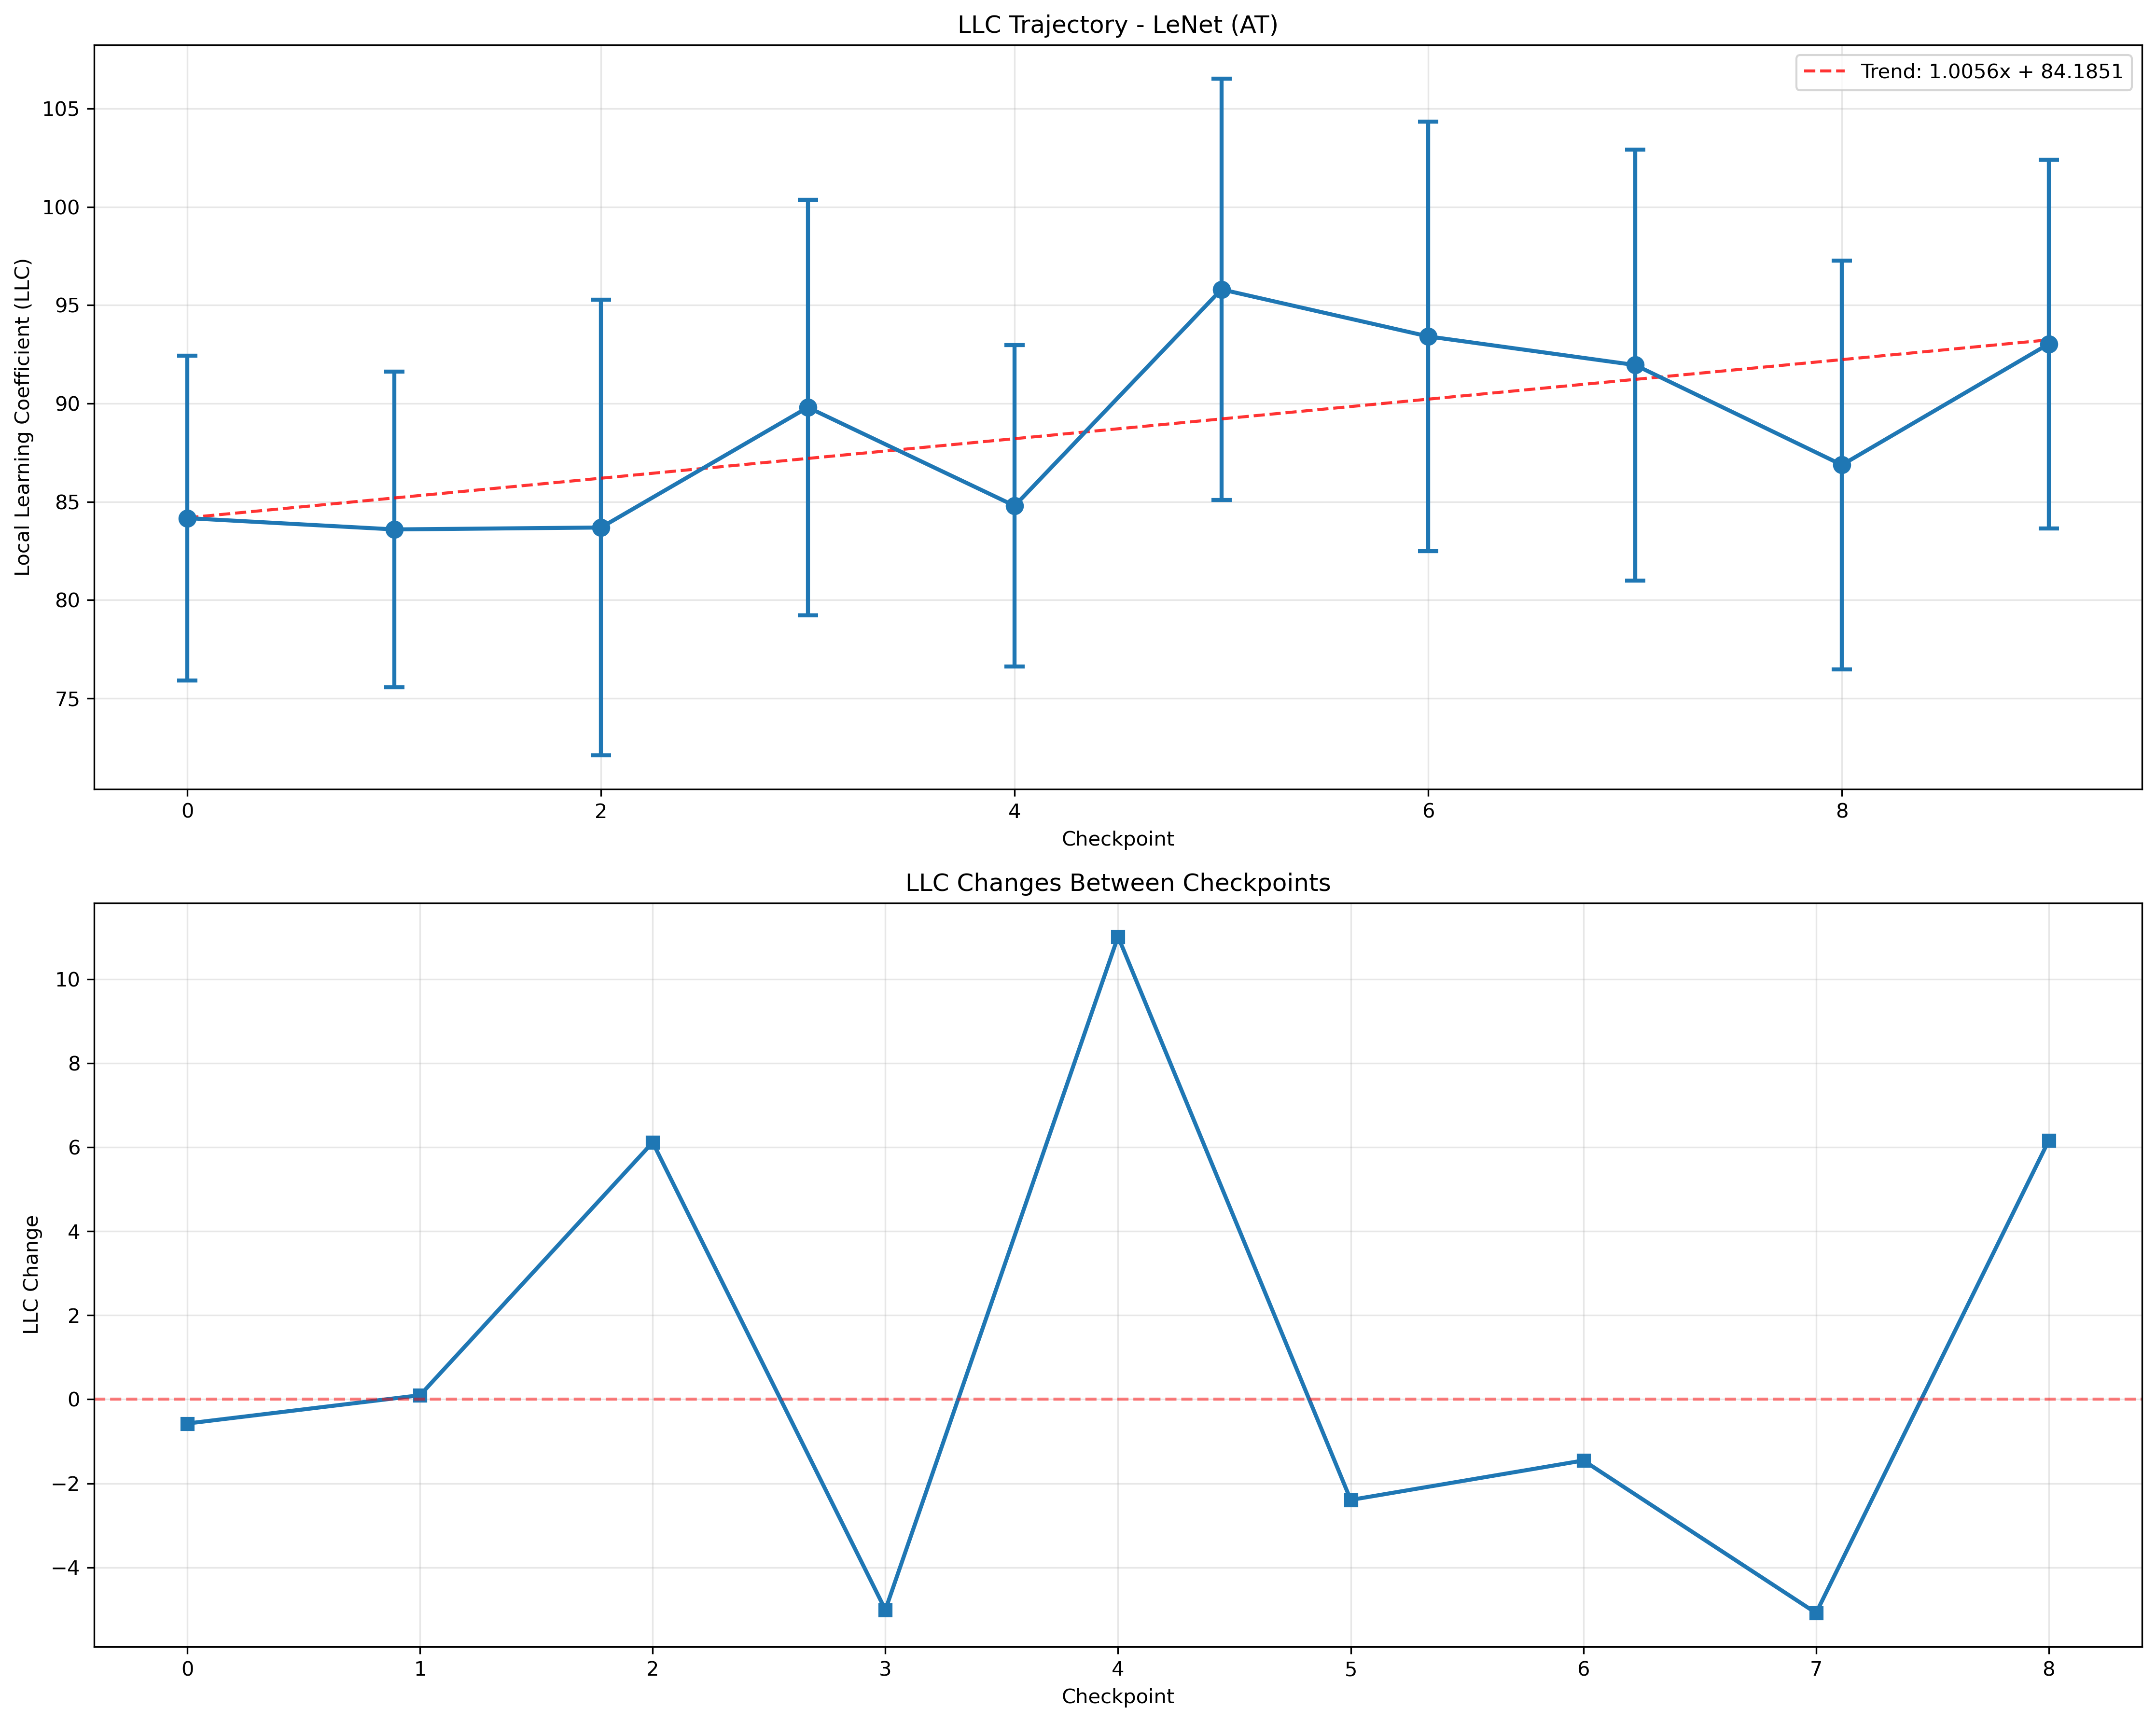 LLC Trajectory - LeNet (AT)
Trend: 1.0056x + 84.1851
Local Learning Coefficient (LLC)
105
100
95
90
85
80
75
0 2 4 6 8
Checkpoint
LLC Changes Between Checkpoints
LLC Change
10
8
6
4
2
0
−2
−4
0 1 2 3 4 5 6 7 8
Checkpoint